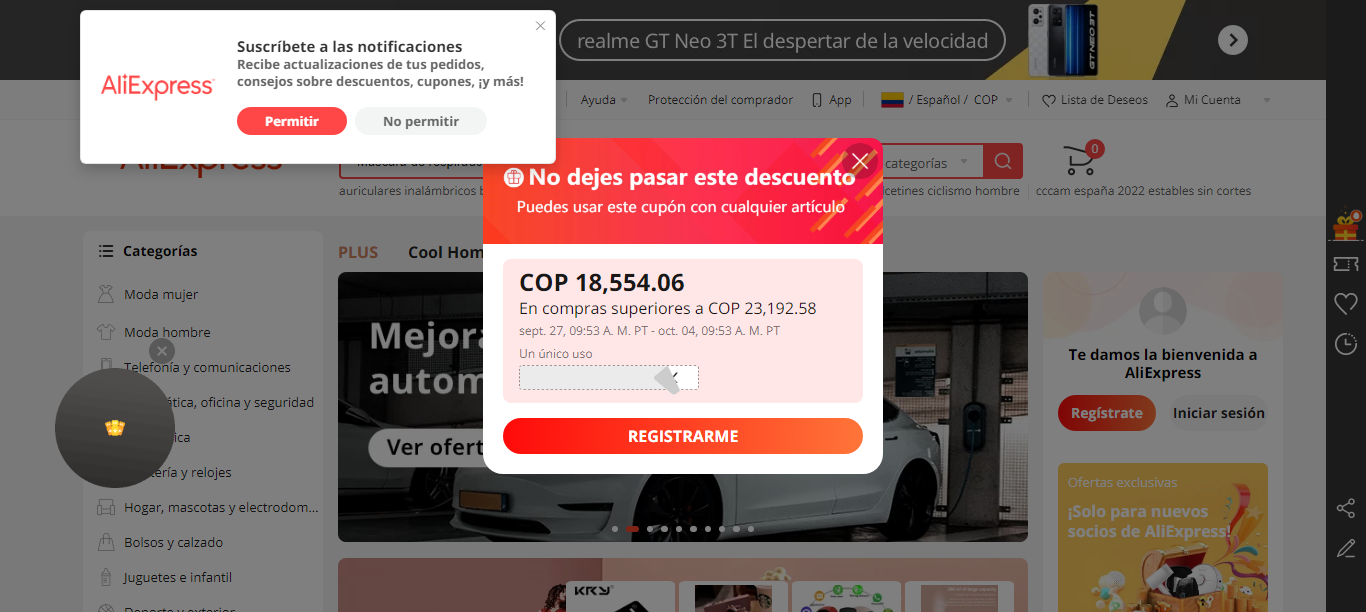 Suscríbete a las notificaciones
Recibe actualizaciones de tus pedidos,
consejos sobre descuentos, cupones, ¡y más!
AliExpress
Permitir
No permitir
realme GT Neo 3T El despertar de la velocidad
GT NEO 3T
Ayuda
Protección del comprador
App
/ Español / COP
Lista de Deseos
Mi Cuenta
categorías
0
auriculares inalámbricos
cicetines ciclismo hombre
cccam españa 2022 estables sin cortes
No dejes pasar este descuento
Puedes usar este cupón con cualquier artículo
COP 18,554.06
En compras superiores a COP 23,192.58
sept. 27, 09:53 A. M. PT - oct. 04, 09:53 A. M. PT
Un único uso
REGISTRARME
Categorías
Moda mujer
Moda hombre
Telefonía y comunicaciones
ática, oficina y seguridad
ica
tería y relojes
Hogar, mascotas y electrodom...
Bolsos y calzado
Juguetes e infantil
Deporte y exterior
PLUS
Cool Hom
Mejora
autom
Ver ofert
KRY
Te damos la bienvenida a
AliExpress
Regístrate
Iniciar sesión
Ofertas exclusivas
¡Solo para nuevos
socios de AliExpress!